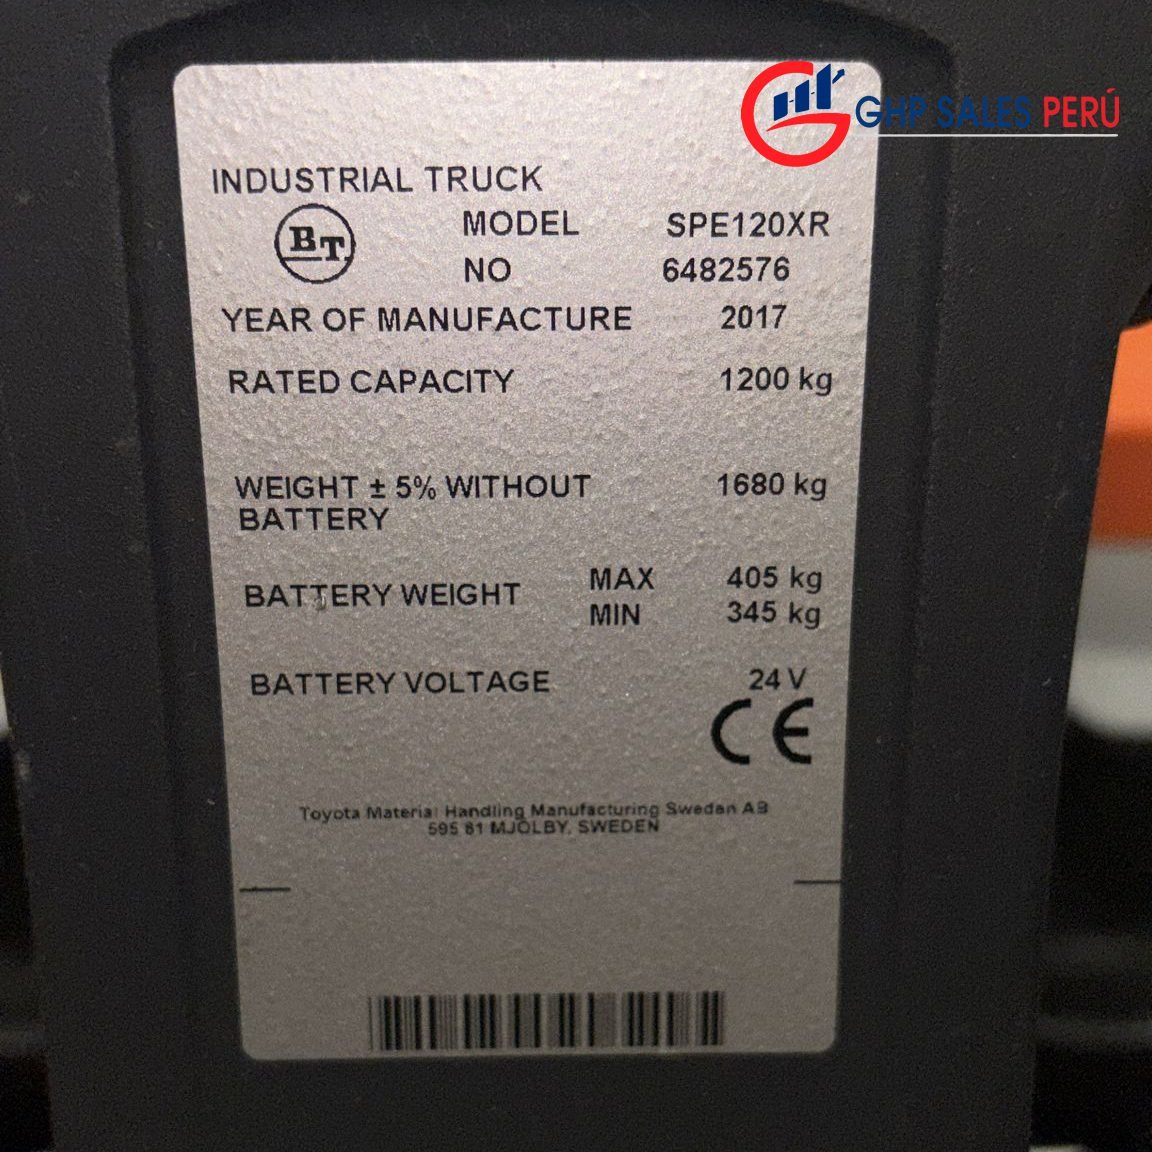 GHP SALES PERÚ
INDUSTRIAL TRUCK
BT
MODEL SPE120XR
NO 6482576
YEAR OF MANUFACTURE 2017
RATED CAPACITY 1200 kg
WEIGHT ± 5% WITHOUT 1680 kg
BATTERY
BATTERY WEIGHT MAX 405 kg
MIN 345 kg
BATTERY VOLTAGE 24 V
CE
Toyota Material Handling Manufacturing Sweden AB
595 81 MJÖLBY, SWEDEN